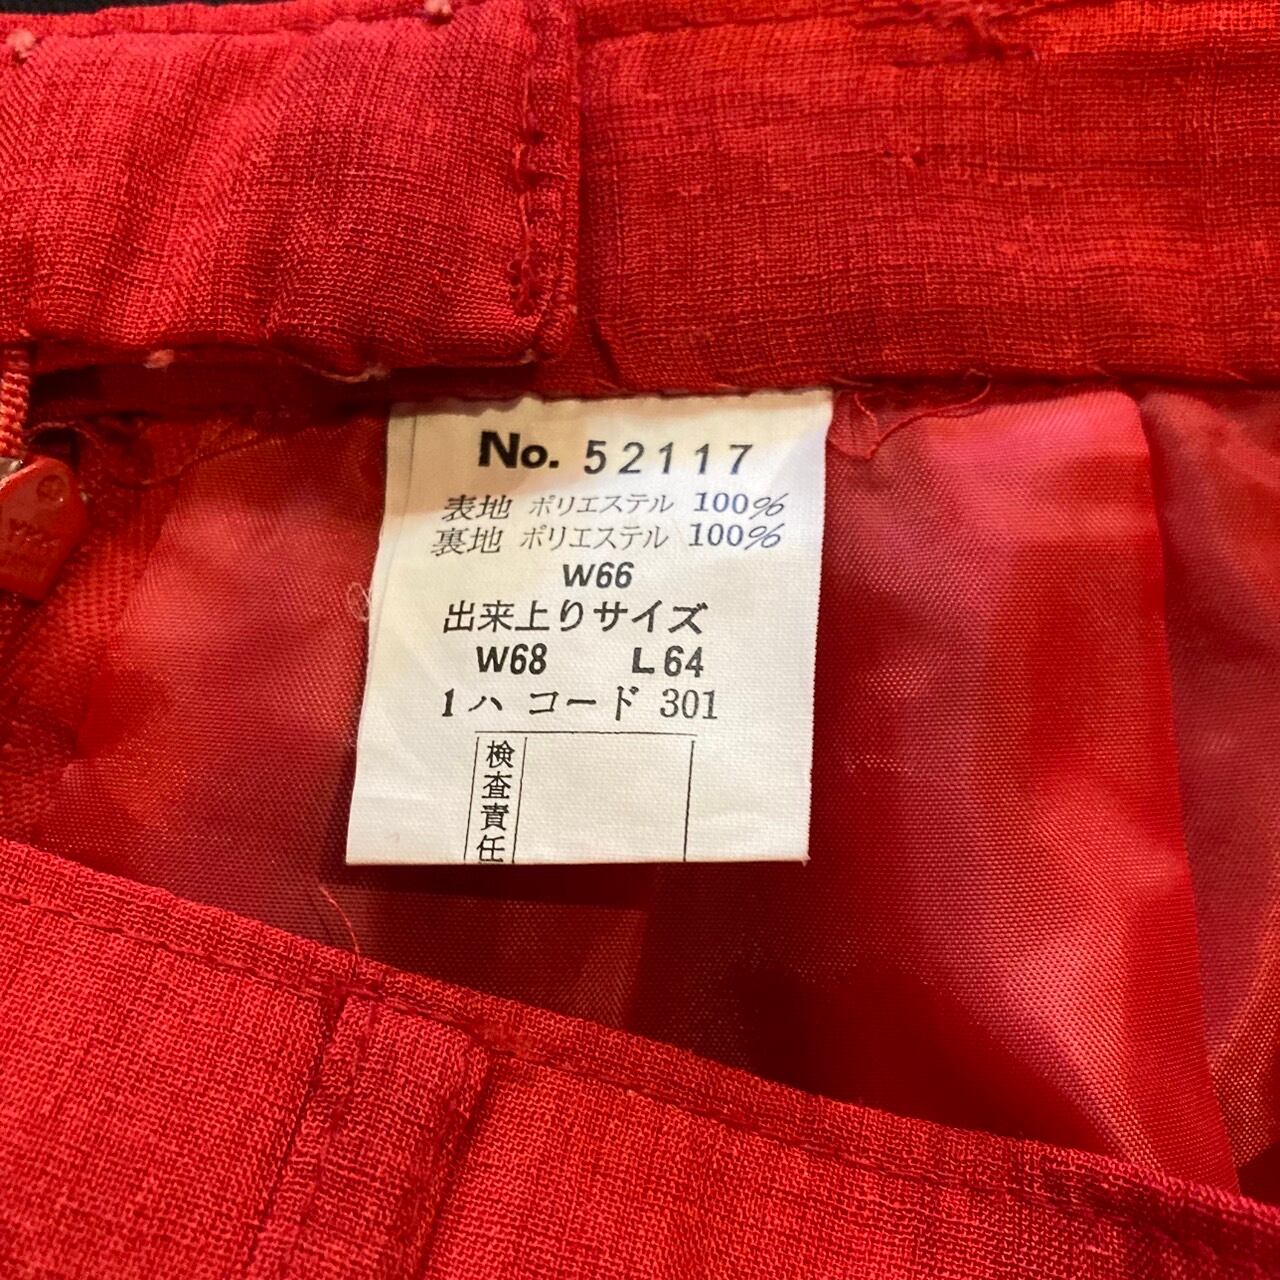 No. 52117
表地 ポリエステル 100%
裏地 ポリエステル 100%
W66
出来上りサイズ
W68 L64
1ハ コード 301
検査責任